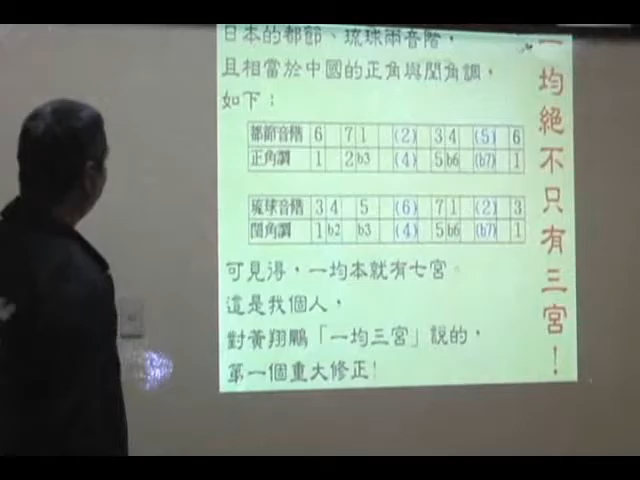 日本的都節、琉球兩音階，
且相當於中國的正角與閏角調，
如下：
都節音階 6 7 1 (2) 3 4 (5) 6
正角調 1 2 b3 (4) 5 b6 (b7) 1
琉球音階 3 4 5 (6) 7 1 (2) 3
閏角調 1 b2 b3 (4) 5 b6 (b7) 1
可見得，一均本就有七宮。
這是我個人，
對黃翔鵬「一均三宮」說的，
第一個重大修正！
一均絕不只有三宮！